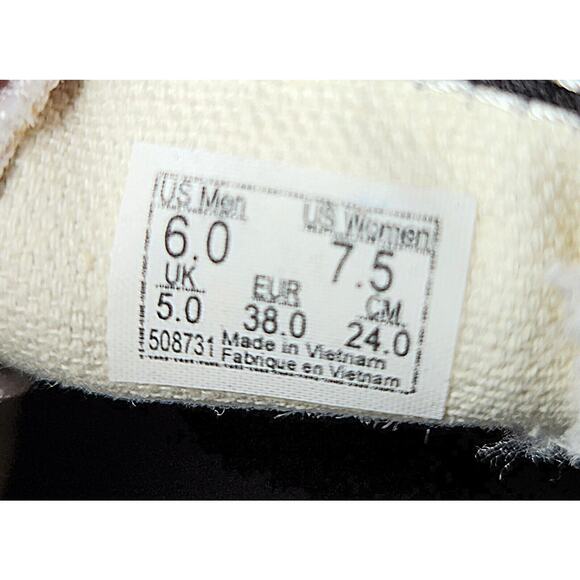 US Men US Women
6.0 7.5
UK EUR CM
5.0 38.0 24.0
508731 Made in Vietnam
Fabrique en Vietnam